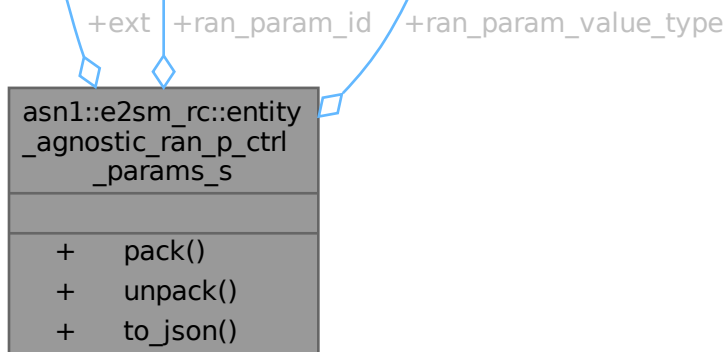 +ext +ran_param_id +ran_param_value_type
asn1::e2sm_rc::entity
_agnostic_ran_p_ctrl
_params_s
+ pack()
+ unpack()
+ to_json()